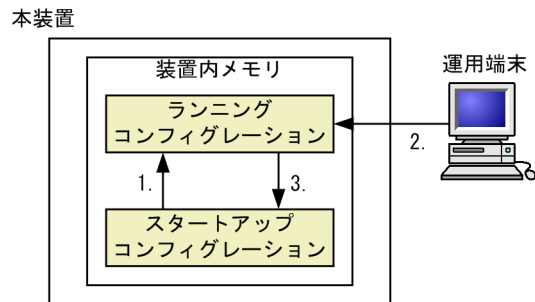 本装置
装置内メモリ
運用端末
ランニング
コンフィグレーション
2.
1.
3.
スタートアップ
コンフィグレーション